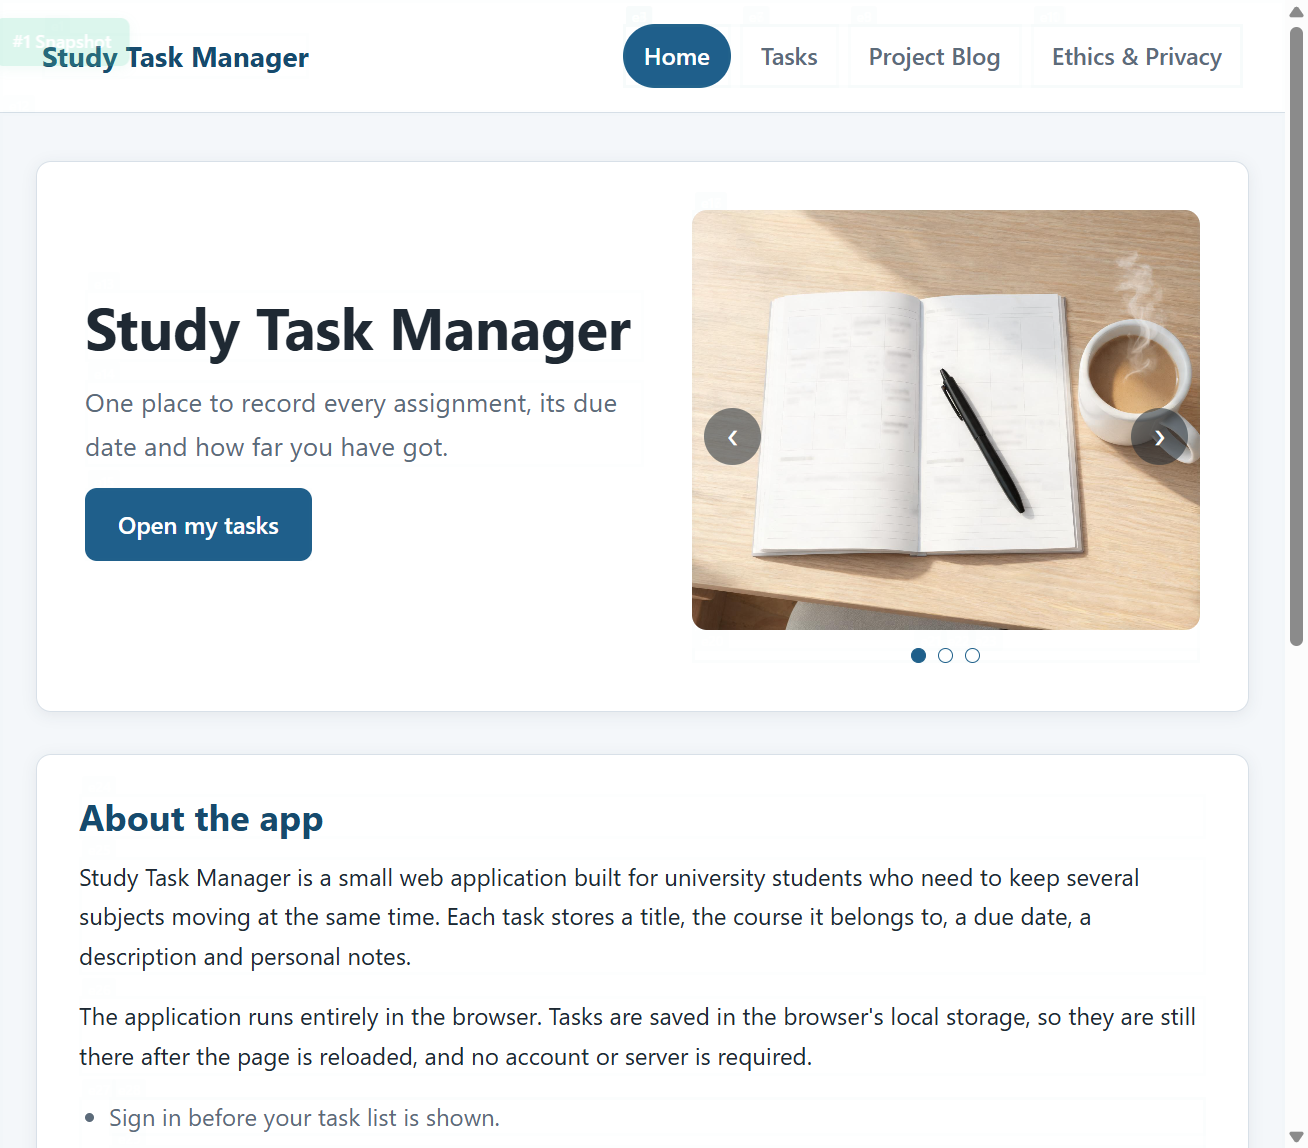 #1 Snapshot
Study Task Manager
Home
Tasks
Project Blog
Ethics & Privacy
Study Task Manager
One place to record every assignment, its due
date and how far you have got.
Open my tasks
About the app
Study Task Manager is a small web application built for university students who need to keep several
subjects moving at the same time. Each task stores a title, the course it belongs to, a due date, a
description and personal notes.
The application runs entirely in the browser. Tasks are saved in the browser's local storage, so they are still
there after the page is reloaded, and no account or server is required.
Sign in before your task list is shown.